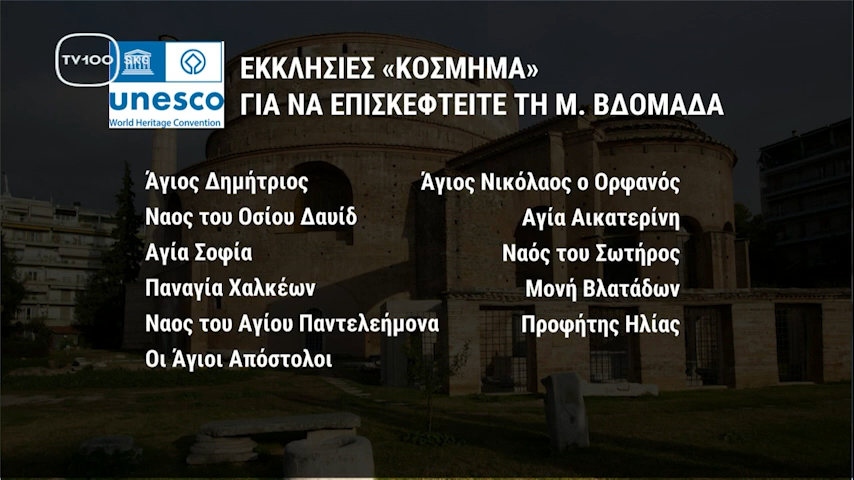 TV100
SKG
unesco
World Heritage Convention
ΕΚΚΛΗΣΙΕΣ «ΚΟΣΜΗΜΑ»
ΓΙΑ ΝΑ ΕΠΙΣΚΕΦΤΕΙΤΕ ΤΗ Μ. ΒΔΟΜΑΔΑ
Άγιος Δημήτριος
Ναος του Οσίου Δαυίδ
Αγία Σοφία
Παναγία Χαλκέων
Ναος του Αγίου Παντελεήμονα
Οι Άγιοι Απόστολοι
Άγιος Νικόλαος ο Ορφανός
Αγία Αικατερίνη
Ναός του Σωτήρος
Μονή Βλατάδων
Προφήτης Ηλίας